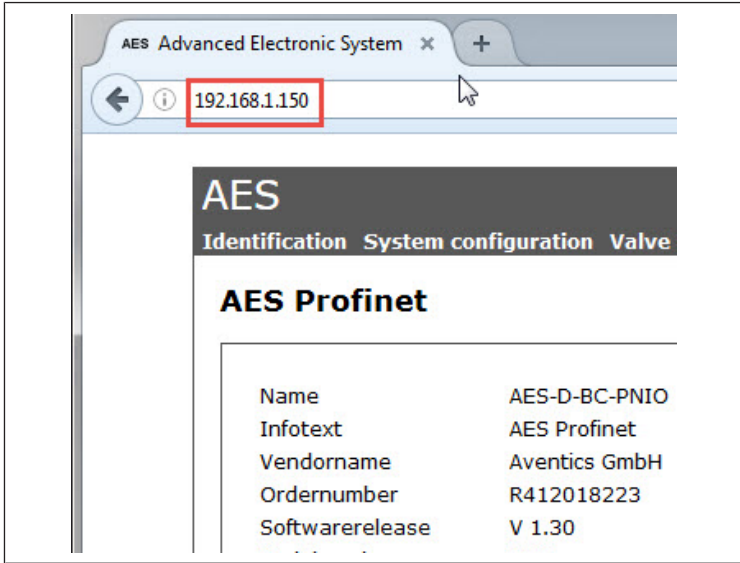 AES Advanced Electronic System × +
192.168.1.150
AES
Identification System configuration Valve
AES Profinet
Name AES-D-BC-PNIO
Infotext AES Profinet
Vendorname Aventics GmbH
Ordernumber R412018223
Softwarerelease V 1.30